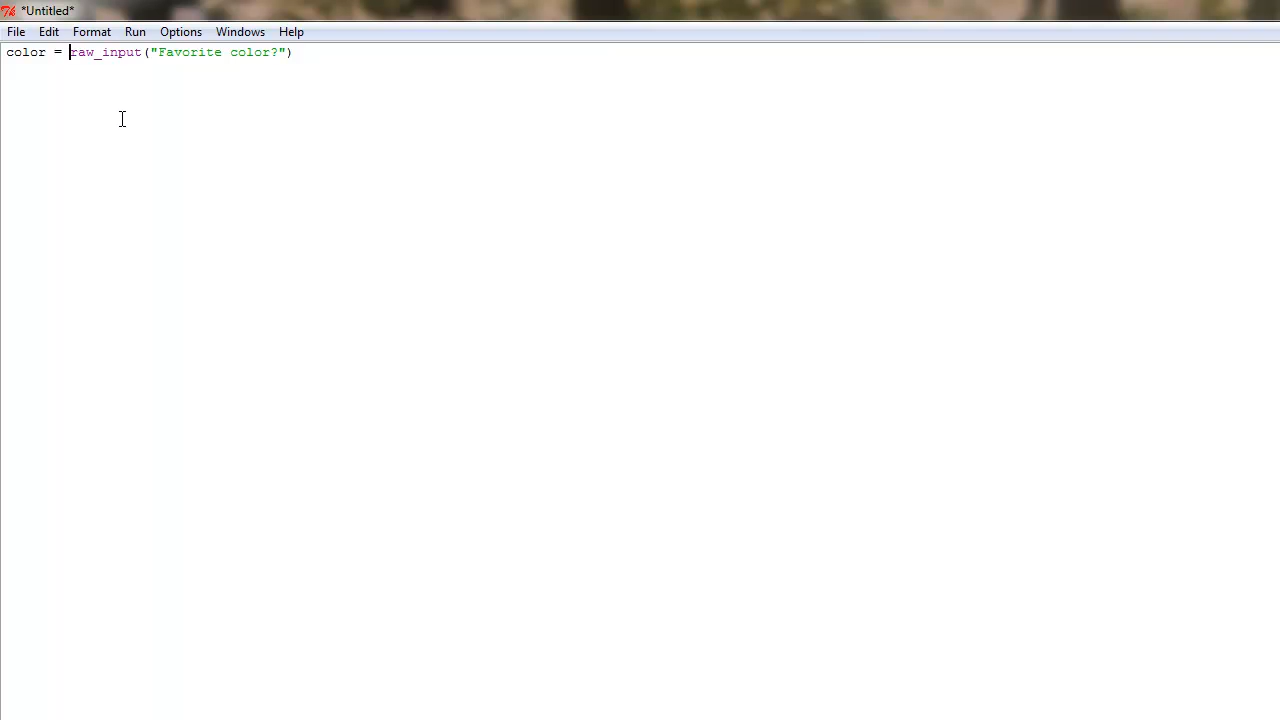 *Untitled*
File Edit Format Run Options Windows Help
color = raw_input("Favorite color?")